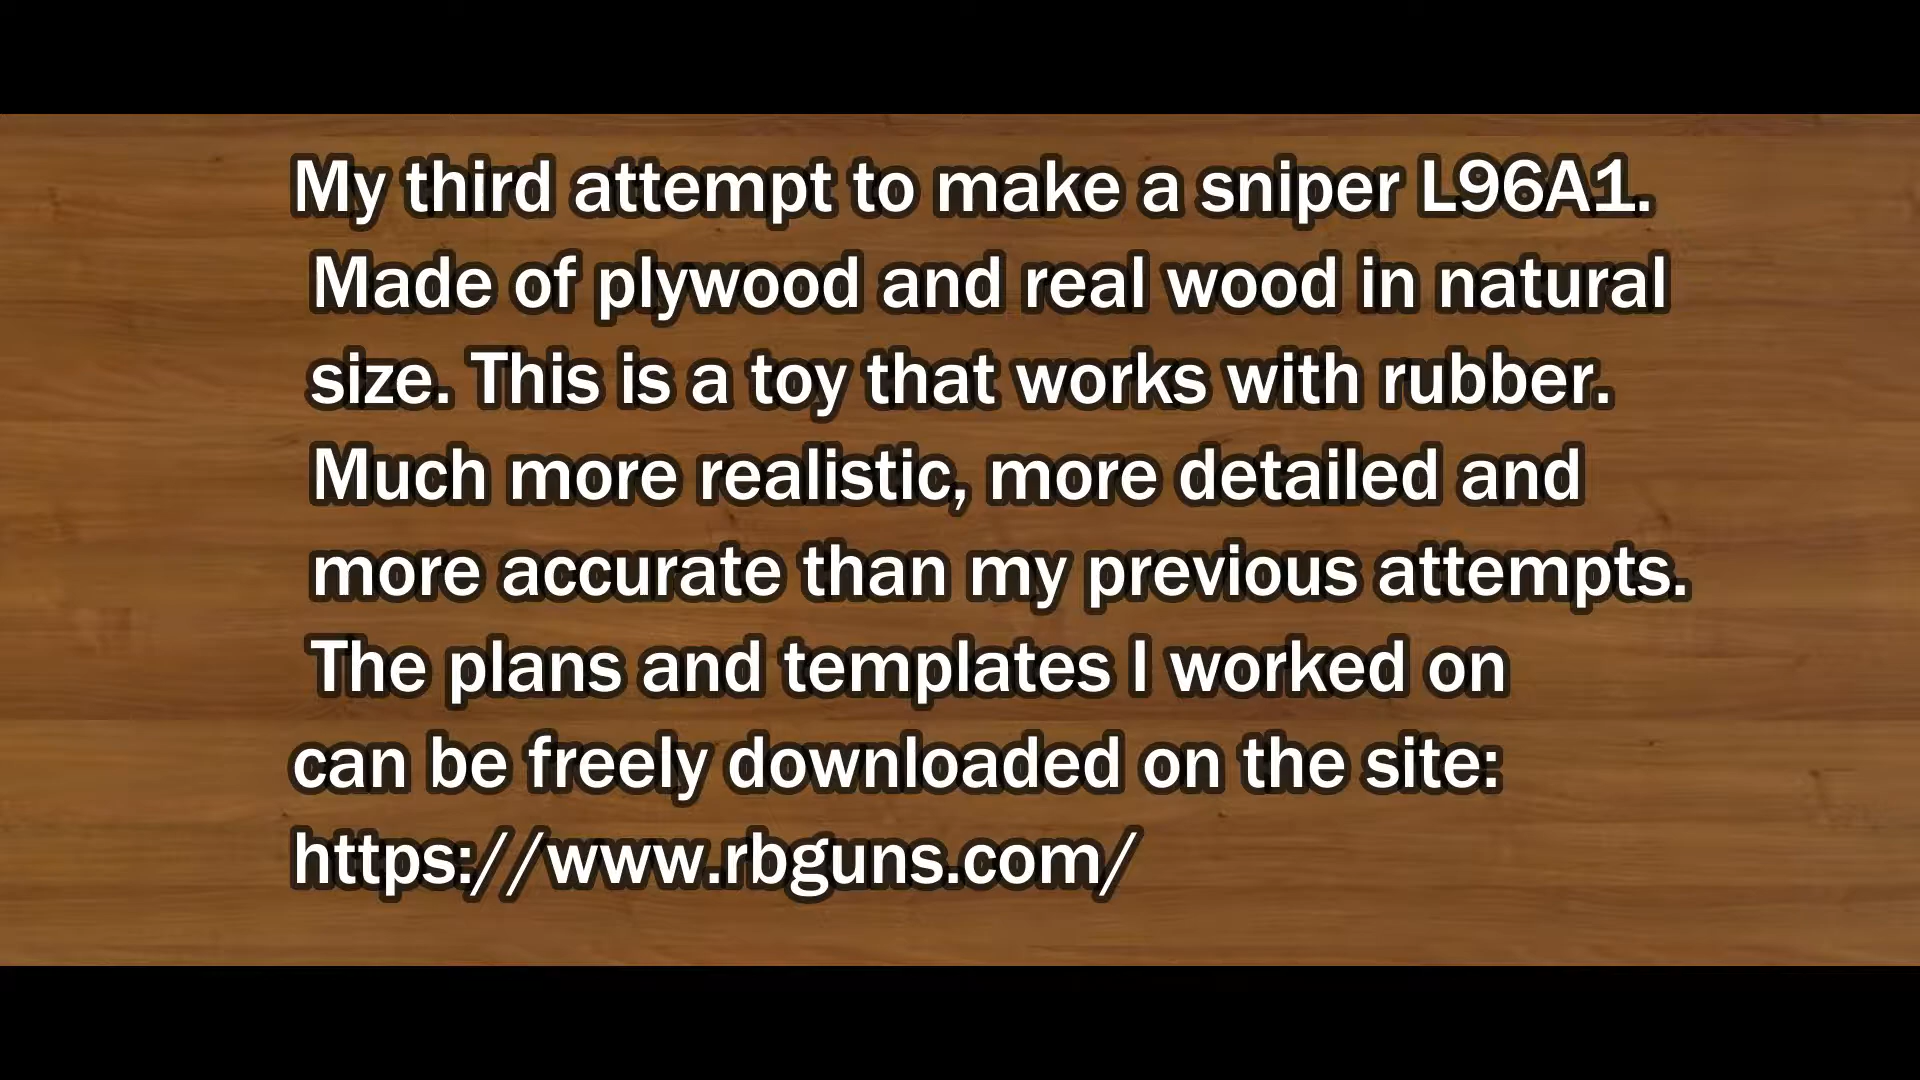 My third attempt to make a sniper L96A1.
Made of plywood and real wood in natural
size. This is a toy that works with rubber.
Much more realistic, more detailed and
more accurate than my previous attempts.
The plans and templates I worked on
can be freely downloaded on the site:
https://www.rbguns.com/